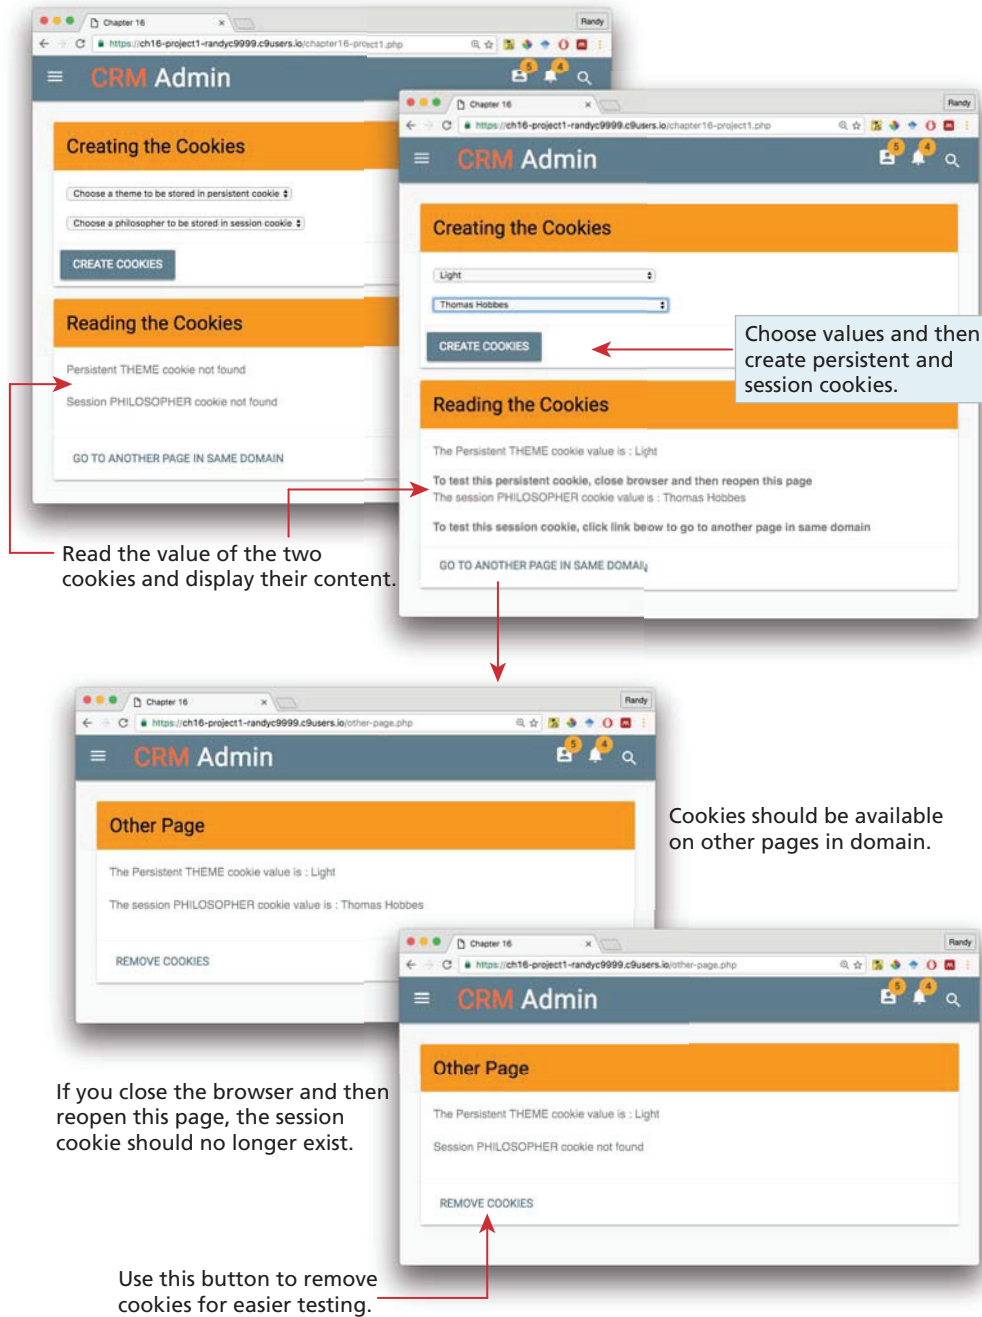 Chapter 16
Randy
https://ch16-project1-randyc9999.c9users.io/chapter16-project1.php
CRM Admin
5
4
Creating the Cookies
Choose a theme to be stored in persistent cookie
Choose a philosopher to be stored in session cookie
CREATE COOKIES
Reading the Cookies
Persistent THEME cookie not found
Session PHILOSOPHER cookie not found
GO TO ANOTHER PAGE IN SAME DOMAIN
Chapter 16
Randy
https://ch16-project1-randyc9999.c9users.io/chapter16-project1.php
CRM Admin
5
4
Creating the Cookies
Light
Thomas Hobbes
CREATE COOKIES
Choose values and then
create persistent and
session cookies.
Reading the Cookies
The Persistent THEME cookie value is : Light
To test this persistent cookie, close browser and then reopen this page
The session PHILOSOPHER cookie value is : Thomas Hobbes
To test this session cookie, click link below to go to another page in same domain
GO TO ANOTHER PAGE IN SAME DOMAIN
Read the value of the two
cookies and display their content.
Chapter 16
Randy
https://ch16-project1-randyc9999.c9users.io/other-page.php
CRM Admin
5
4
Other Page
The Persistent THEME cookie value is : Light
The session PHILOSOPHER cookie value is : Thomas Hobbes
REMOVE COOKIES
Cookies should be available
on other pages in domain.
Chapter 16
Randy
https://ch16-project1-randyc9999.c9users.io/other-page.php
CRM Admin
5
4
Other Page
The Persistent THEME cookie value is : Light
Session PHILOSOPHER cookie not found
REMOVE COOKIES
If you close the browser and then
reopen this page, the session
cookie should no longer exist.
Use this button to remove
cookies for easier testing.